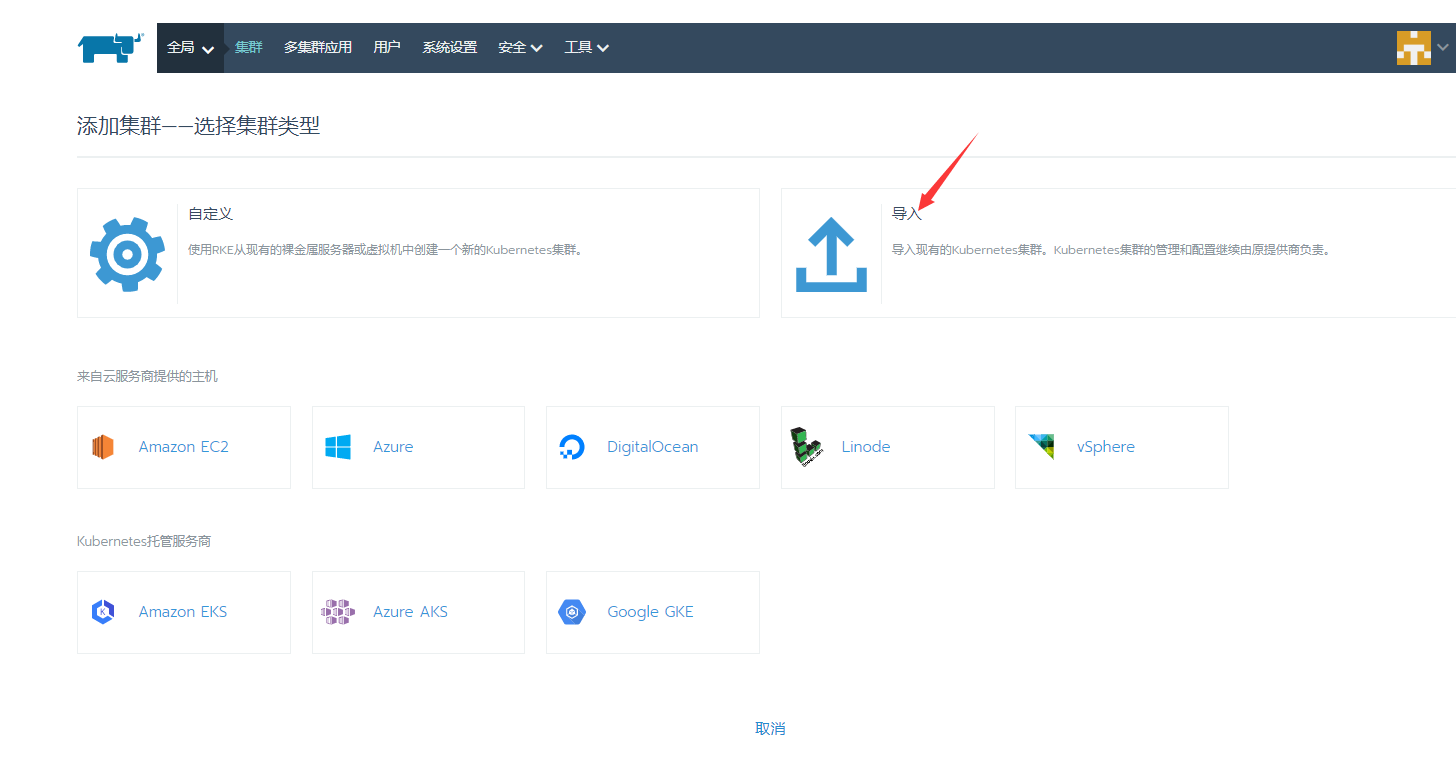 全局 集群 多集群应用 用户 系统设置 安全 工具
添加集群——选择集群类型
自定义
使用RKE从现有的裸金属服务器或虚拟机中创建一个新的Kubernetes集群。
导入
导入现有的Kubernetes集群。Kubernetes集群的管理和配置继续由原提供商负责。
来自云服务商提供的主机
Amazon EC2
Azure
DigitalOcean
Linode
vSphere
Kubernetes托管服务商
Amazon EKS
Azure AKS
Google GKE
取消